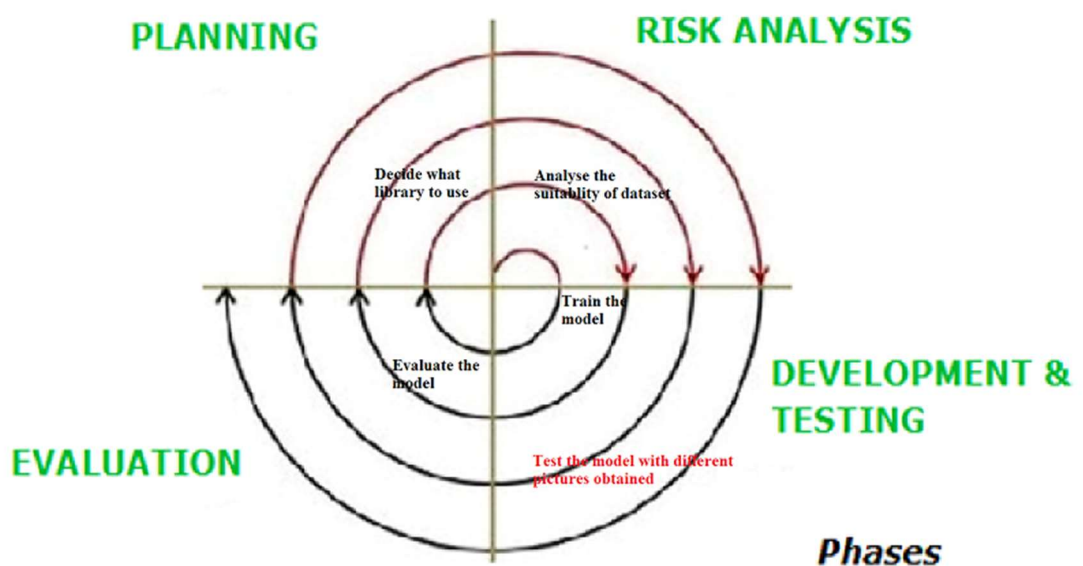 PLANNING
RISK ANALYSIS
Decide what
library to use
Analyse the
suitablity of dataset
Train the
model
Evaluate the
model
DEVELOPMENT &
TESTING
EVALUATION
Test the model with different
pictures obtained
Phases